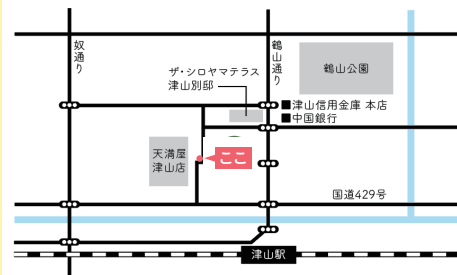 奴通り
鶴山通り
鶴山公園
ザ・シロヤマテラス
津山別邸
■津山信用金庫 本店
■中国銀行
天満屋
津山店
ここ
国道429号
津山駅